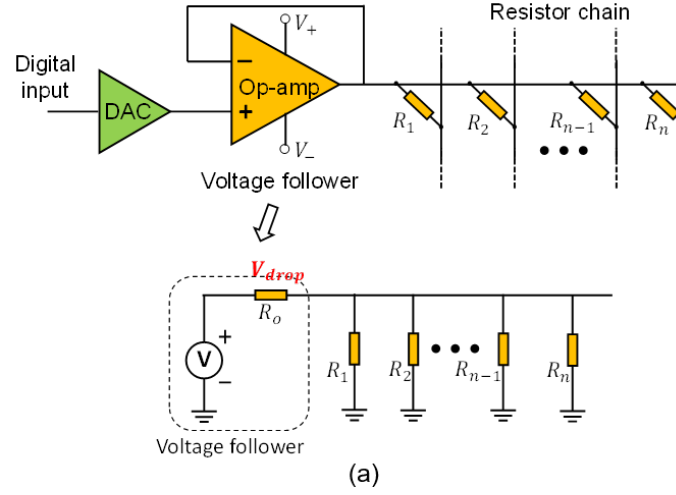 Resistor chain
Digital
input
DAC
Op-amp
−
+
V₊
V₋
R₁
R₂
Rₙ₋₁
Rₙ
• • •
Voltage follower
V_drop
Rₒ
V
+
−
R₁
R₂
• • •
Rₙ₋₁
Rₙ
Voltage follower
(a)